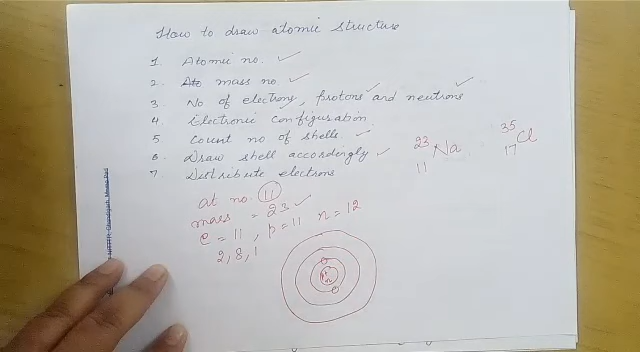 How to draw atomic structure
1. Atomic no. ✓
2. mass no. ✓
3 No of electrons, protons and neutrons
4 Electronic configuration
5 Count no of shells. ✓
6 Draw shell accordingly ✓
7. Distribute electrons
23
11 Na
35
17 Cl
at no. 11
mass = 23 ✓
e = 11, p = 11 n = 12
2, 8, 1